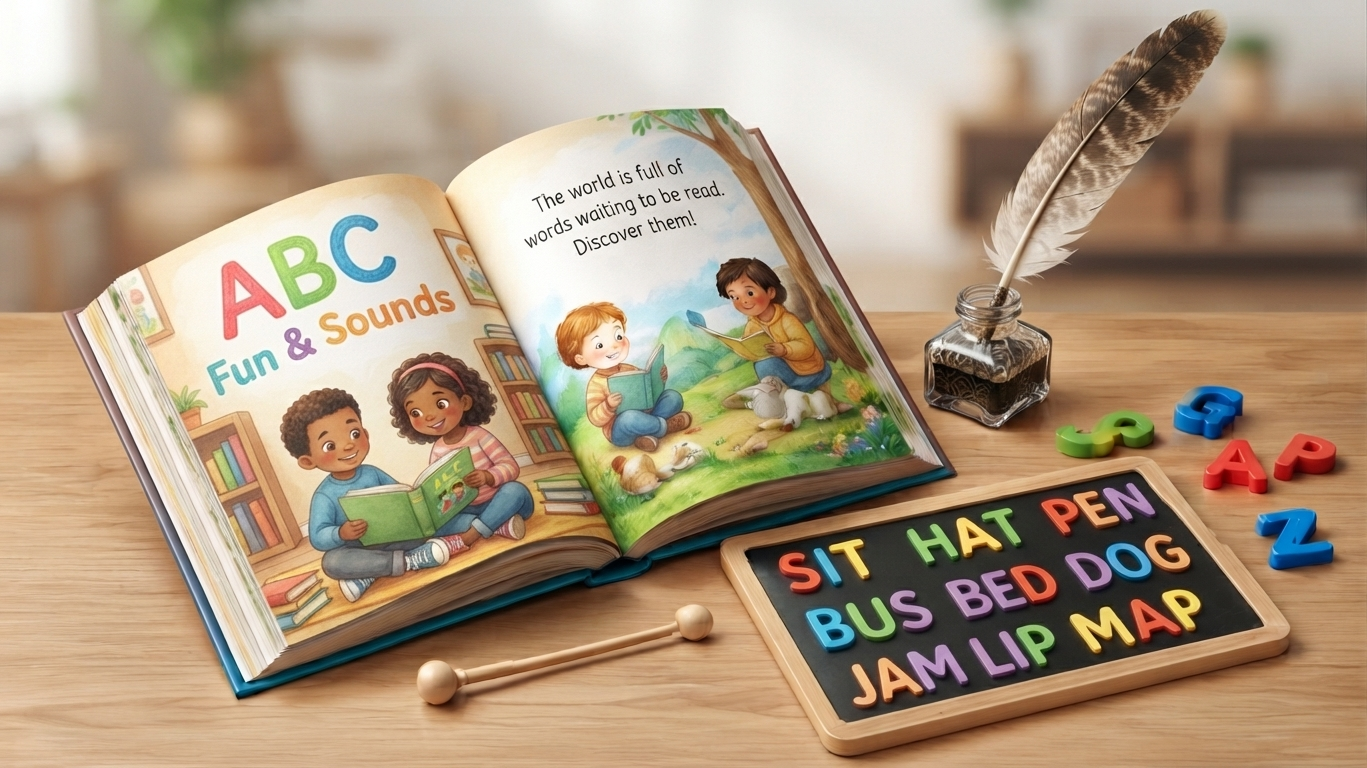 ABC
Fun & Sounds
The world is full of
words waiting to be read.
Discover them!
SIT HAT PEN
BUS BED DOG
JAM LIP MAP
G
A P
Z